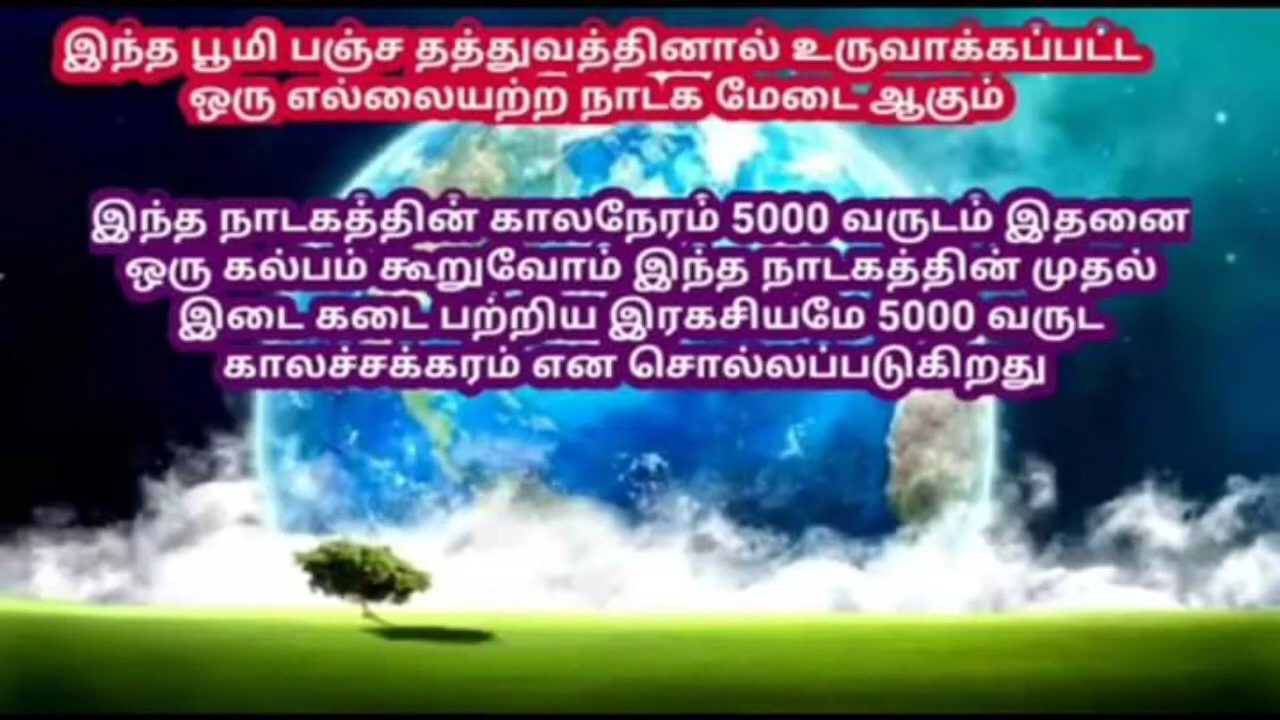 இந்த பூமி பஞ்ச தத்துவத்தினால் உருவாக்கப்பட்ட
ஒரு எல்லையற்ற நாடக மேடை ஆகும்
இந்த நாடகத்தின் காலநேரம் 5000 வருடம் இதனை
ஒரு கல்பம் கூறுவோம் இந்த நாடகத்தின் முதல்
இடை கடை பற்றிய இரகசியமே 5000 வருட
காலச்சக்கரம் என சொல்லப்படுகிறது